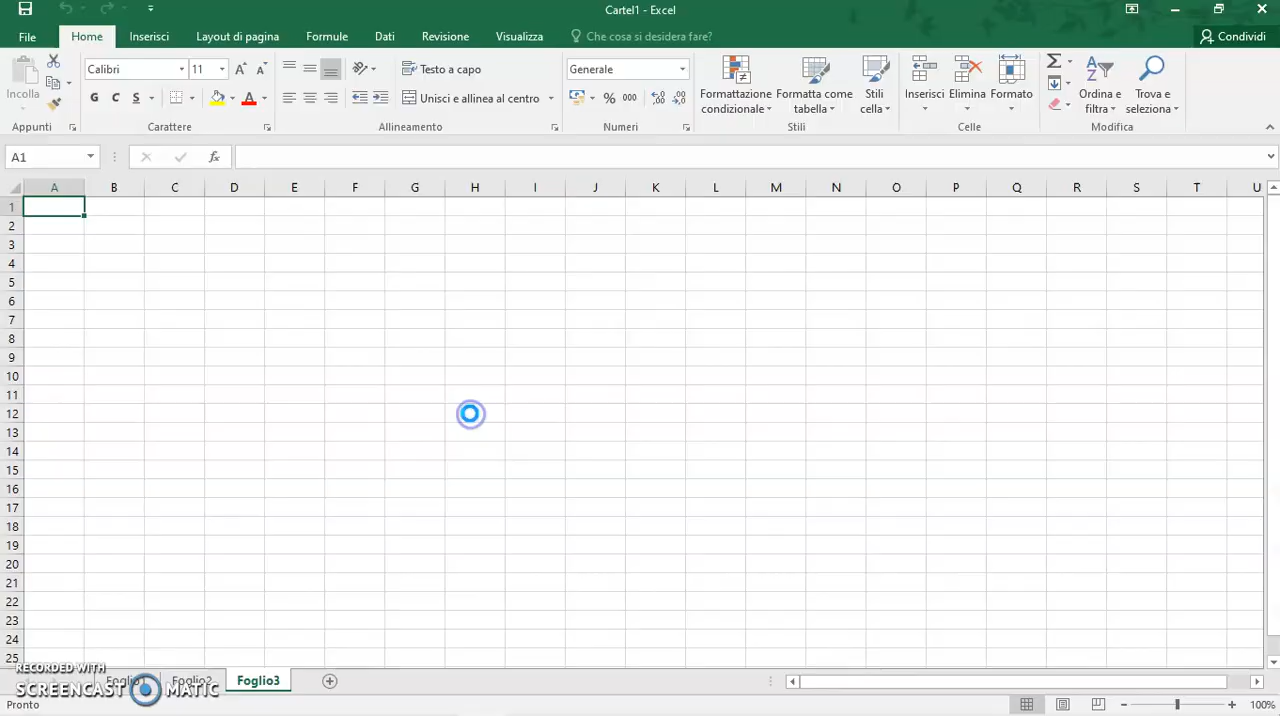 Cartel1 - Excel
File Home Inserisci Layout di pagina Formule Dati Revisione Visualizza Che cosa si desidera fare? Condividi
Incolla
Appunti
Calibri 11
G C S
Carattere
Testo a capo
Unisci e allinea al centro
Allineamento
Generale
% 000
Numeri
Formattazione condizionale
Formatta come tabella
Stili cella
Stili
Inserisci Elimina Formato
Celle
Ordina e filtra
Trova e seleziona
Modifica
A1 fx
A B C D E F G H I J K L M N O P Q R S T U
1
2
3
4
5
6
7
8
9
10
11
12
13
14
15
16
17
18
19
20
21
22
23
24
25
RECORDED WITH
SCREENCAST MATIC
Foglio1 Foglio2 Foglio3
Pronto 100%